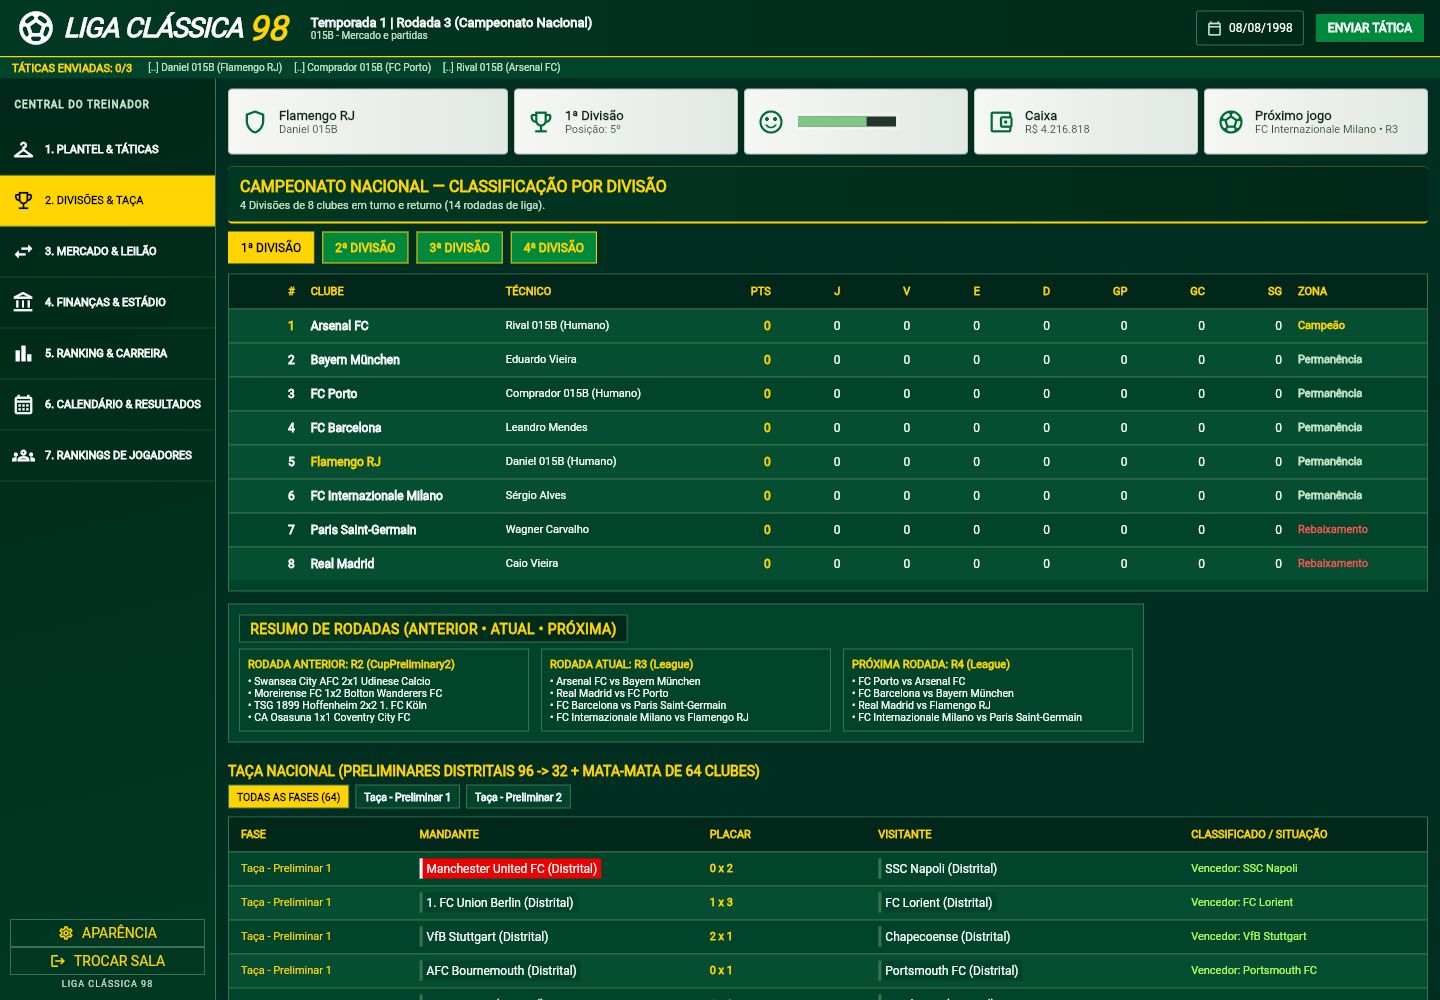 LIGA CLÁSSICA 98
Temporada 1 | Rodada 3 (Campeonato Nacional)
015B - Mercado e partidas
08/08/1998
ENVIAR TÁTICA
TÁTICAS ENVIADAS: 0/3 [..] Daniel 015B (Flamengo RJ) [..] Comprador 015B (FC Porto) [..] Rival 015B (Arsenal FC)
CENTRAL DO TREINADOR
1. PLANTEL & TÁTICAS
2. DIVISÕES & TAÇA
3. MERCADO & LEILÃO
4. FINANÇAS & ESTÁDIO
5. RANKING & CARREIRA
6. CALENDÁRIO & RESULTADOS
7. RANKINGS DE JOGADORES
APARÊNCIA
TROCAR SALA
LIGA CLÁSSICA 98
Flamengo RJ
Daniel 015B
1ª Divisão
Posição: 5º
Caixa
R$ 4.216.818
Próximo jogo
FC Internazionale Milano • R3
CAMPEONATO NACIONAL — CLASSIFICAÇÃO POR DIVISÃO
4 Divisões de 8 clubes em turno e returno (14 rodadas de liga).
1ª DIVISÃO 2ª DIVISÃO 3ª DIVISÃO 4ª DIVISÃO
# CLUBE TÉCNICO PTS J V E D GP GC SG ZONA
1 Arsenal FC Rival 015B (Humano) 0 0 0 0 0 0 0 0 Campeão
2 Bayern München Eduardo Vieira 0 0 0 0 0 0 0 0 Permanência
3 FC Porto Comprador 015B (Humano) 0 0 0 0 0 0 0 0 Permanência
4 FC Barcelona Leandro Mendes 0 0 0 0 0 0 0 0 Permanência
5 Flamengo RJ Daniel 015B (Humano) 0 0 0 0 0 0 0 0 Permanência
6 FC Internazionale Milano Sérgio Alves 0 0 0 0 0 0 0 0 Permanência
7 Paris Saint-Germain Wagner Carvalho 0 0 0 0 0 0 0 0 Rebaixamento
8 Real Madrid Caio Vieira 0 0 0 0 0 0 0 0 Rebaixamento
RESUMO DE RODADAS (ANTERIOR • ATUAL • PRÓXIMA)
RODADA ANTERIOR: R2 (CupPreliminary2)
• Swansea City AFC 2x1 Udinese Calcio
• Moreirense FC 1x2 Bolton Wanderers FC
• TSG 1899 Hoffenheim 2x2 1. FC Köln
• CA Osasuna 1x1 Coventry City FC
RODADA ATUAL: R3 (League)
• Arsenal FC vs Bayern München
• Real Madrid vs FC Porto
• FC Barcelona vs Paris Saint-Germain
• FC Internazionale Milano vs Flamengo RJ
PRÓXIMA RODADA: R4 (League)
• FC Porto vs Arsenal FC
• FC Barcelona vs Bayern München
• Real Madrid vs Flamengo RJ
• FC Internazionale Milano vs Paris Saint-Germain
TAÇA NACIONAL (PRELIMINARES DISTRITAIS 96 -> 32 + MATA-MATA DE 64 CLUBES)
TODAS AS FASES (64) Taça - Preliminar 1 Taça - Preliminar 2
FASE MANDANTE PLACAR VISITANTE CLASSIFICADO / SITUAÇÃO
Taça - Preliminar 1 Manchester United FC (Distrital) 0 x 2 SSC Napoli (Distrital) Vencedor: SSC Napoli
Taça - Preliminar 1 1. FC Union Berlin (Distrital) 1 x 3 FC Lorient (Distrital) Vencedor: FC Lorient
Taça - Preliminar 1 VfB Stuttgart (Distrital) 2 x 1 Chapecoense (Distrital) Vencedor: VfB Stuttgart
Taça - Preliminar 1 AFC Bournemouth (Distrital) 0 x 1 Portsmouth FC (Distrital) Vencedor: Portsmouth FC